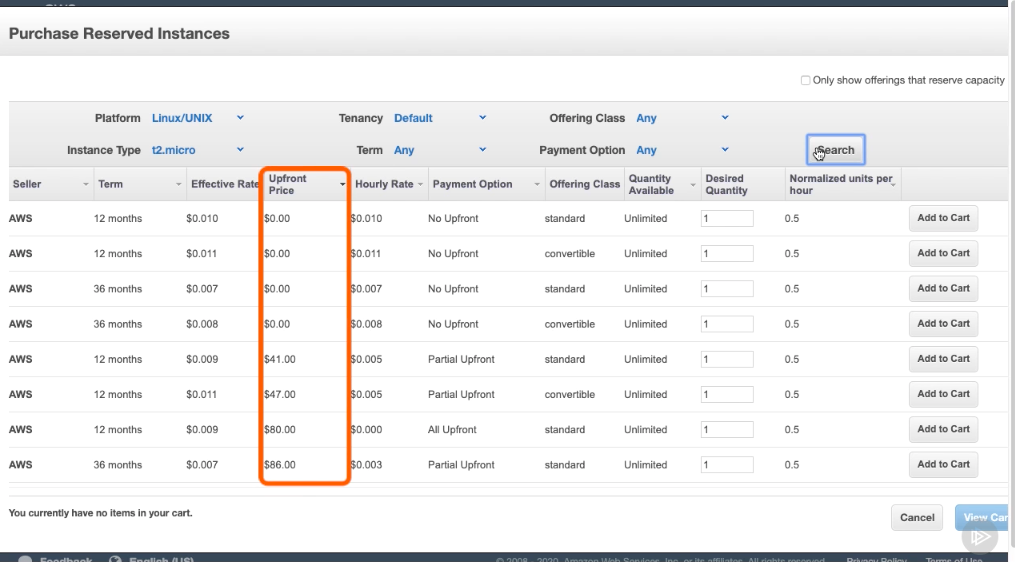 Purchase Reserved Instances
Only show offerings that reserve capacity
Platform Linux/UNIX Tenancy Default Offering Class Any
Instance Type t2.micro Term Any Payment Option Any Search
Seller Term Effective Rate Upfront Price Hourly Rate Payment Option Offering Class Quantity Available Desired Quantity Normalized units per hour
AWS 12 months $0.010 $0.00 $0.010 No Upfront standard Unlimited 1 0.5 Add to Cart
AWS 12 months $0.011 $0.00 $0.011 No Upfront convertible Unlimited 1 0.5 Add to Cart
AWS 36 months $0.007 $0.00 $0.007 No Upfront standard Unlimited 1 0.5 Add to Cart
AWS 36 months $0.008 $0.00 $0.008 No Upfront convertible Unlimited 1 0.5 Add to Cart
AWS 12 months $0.009 $41.00 $0.005 Partial Upfront standard Unlimited 1 0.5 Add to Cart
AWS 12 months $0.011 $47.00 $0.005 Partial Upfront convertible Unlimited 1 0.5 Add to Cart
AWS 12 months $0.009 $80.00 $0.000 All Upfront standard Unlimited 1 0.5 Add to Cart
AWS 36 months $0.007 $86.00 $0.003 Partial Upfront standard Unlimited 1 0.5 Add to Cart
You currently have no items in your cart.
Cancel View Car
Feedback English (US) © 2008 - 2020, Amazon Web Services, Inc. or its affiliates. All rights reserved. Privacy Policy Terms of Use